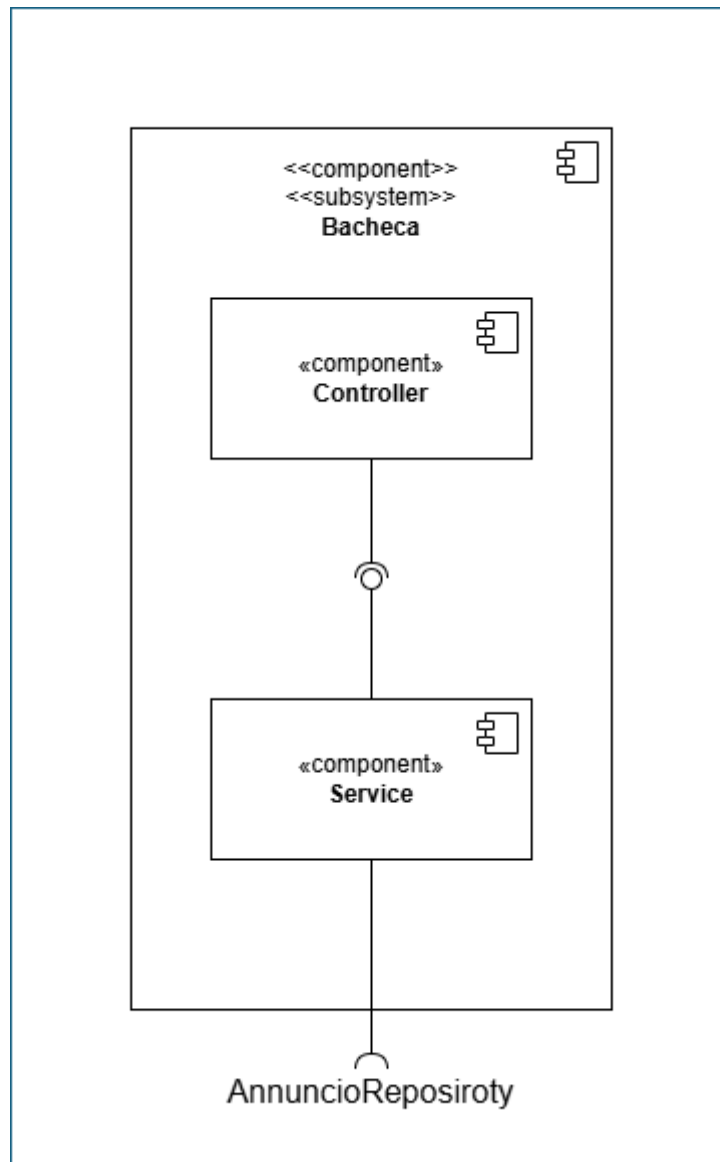 <<component>>
<<subsystem>>
Bacheca
«component»
Controller
«component»
Service
AnnuncioReposiroty